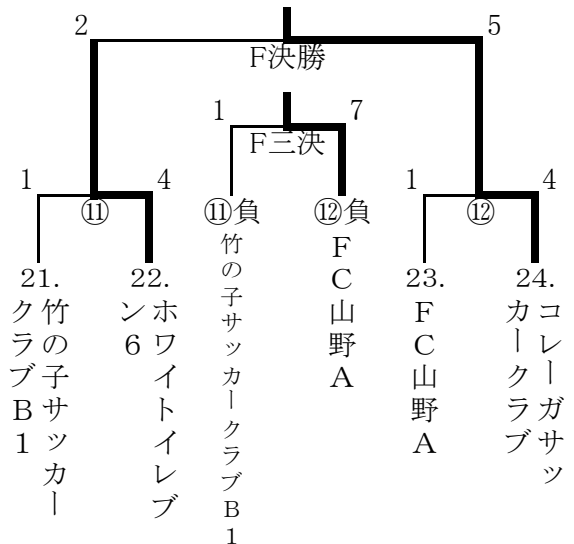 2
5
F決勝
1
7
F三決
1
4
1
4
⑪
⑪負
⑫負
⑫
21.
竹の子サッカー
クラブB1
22.
ホワイトイレブ
ン6
竹の子サッカークラブB1
FC山野A
23.
FC山野A
24.
コレーガサッ
カークラブ